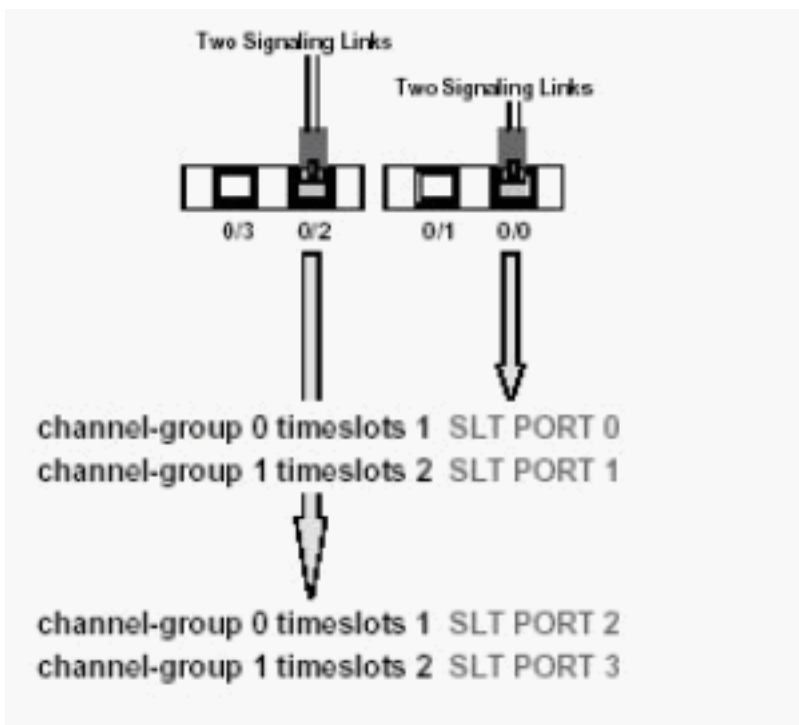 Two Signaling Links
Two Signaling Links
0/3 0/2 0/1 0/0
channel-group 0 timeslots 1 SLT PORT 0
channel-group 1 timeslots 2 SLT PORT 1
channel-group 0 timeslots 1 SLT PORT 2
channel-group 1 timeslots 2 SLT PORT 3